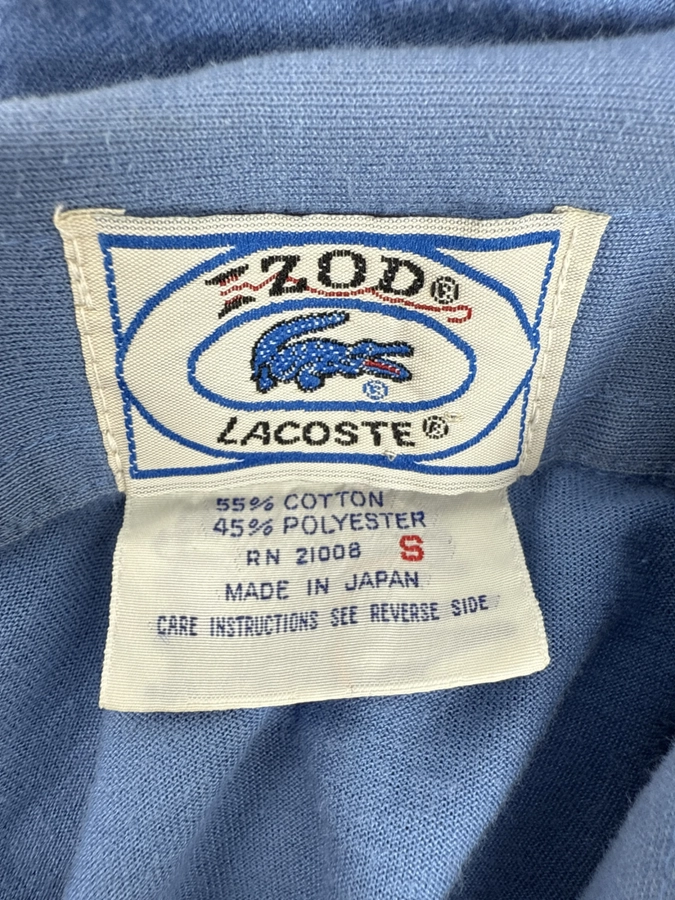 IZOD®
®
LACOSTE®
55% COTTON
45% POLYESTER
RN 21008 S
MADE IN JAPAN
CARE INSTRUCTIONS SEE REVERSE SIDE